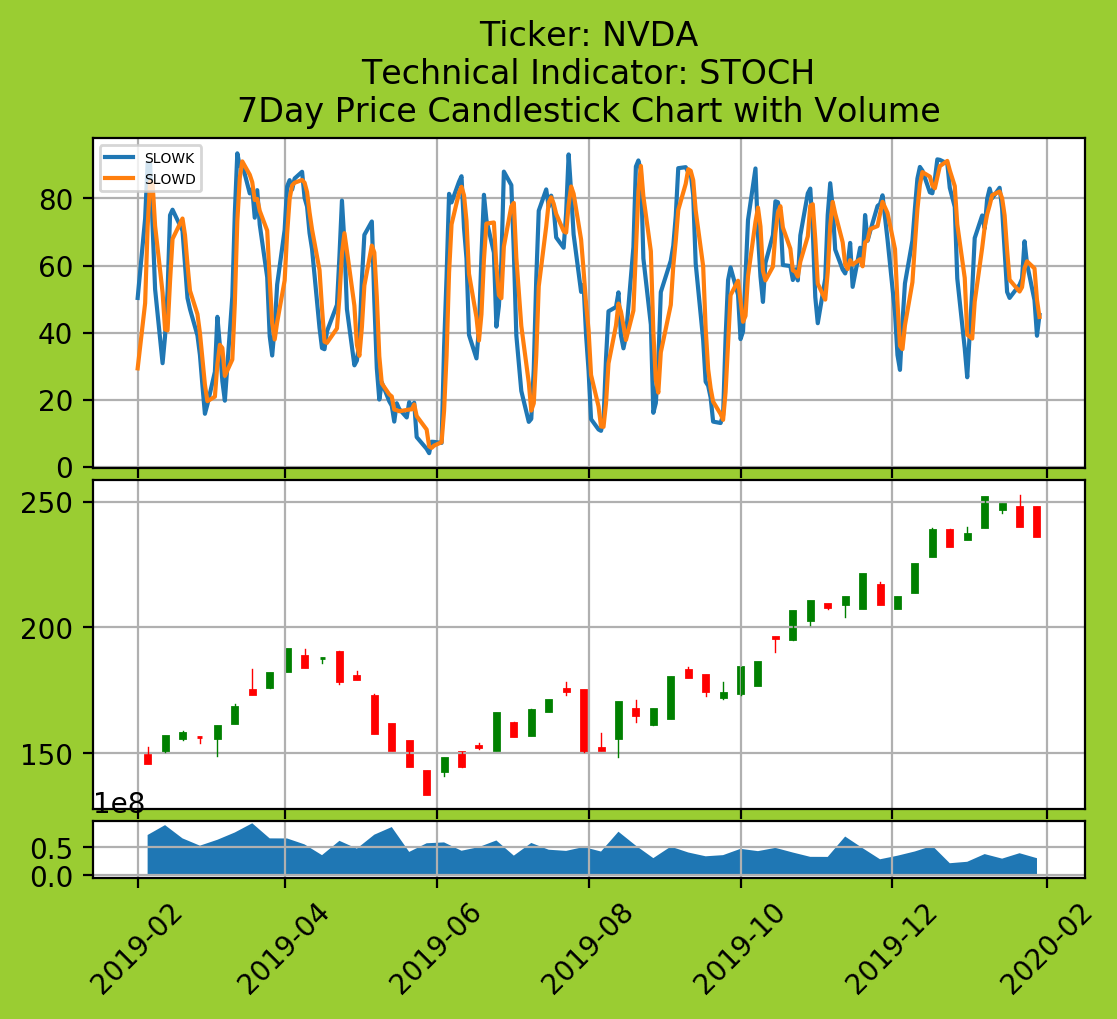 Ticker: NVDA
Technical Indicator: STOCH
7Day Price Candlestick Chart with Volume
SLOWK
SLOWD
80
60
40
20
0
250
200
150
1e8
0.5
0.0
2019-02
2019-04
2019-06
2019-08
2019-10
2019-12
2020-02